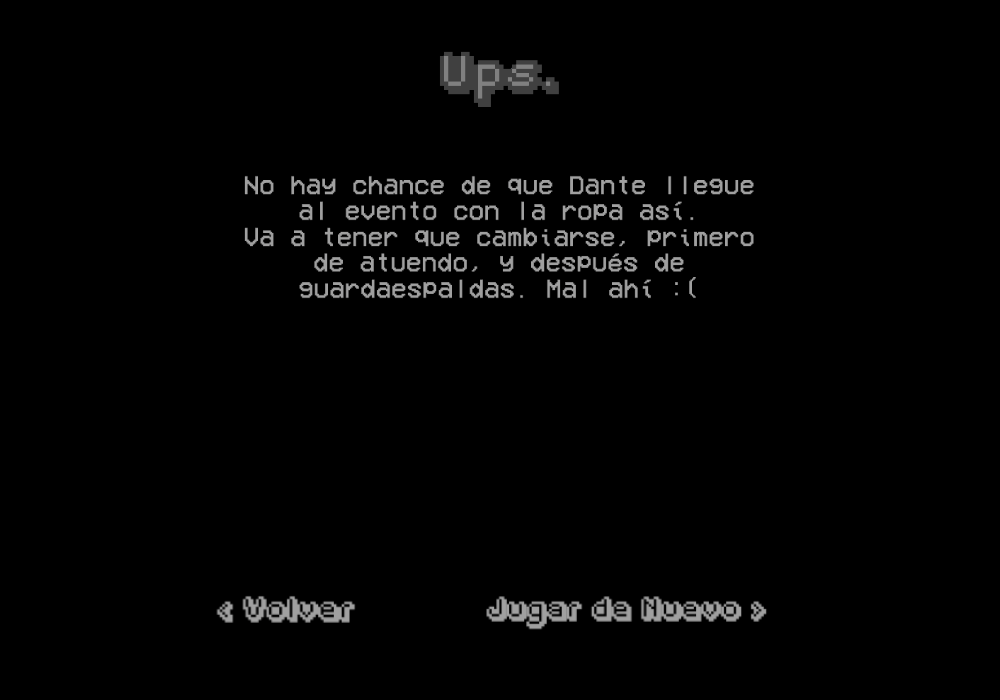 Ups.
No hay chance de que Dante llegue
al evento con la ropa así.
Va a tener que cambiarse, primero
de atuendo, y después de
guardaespaldas. Mal ahí :(
< Volver
Jugar de Nuevo >